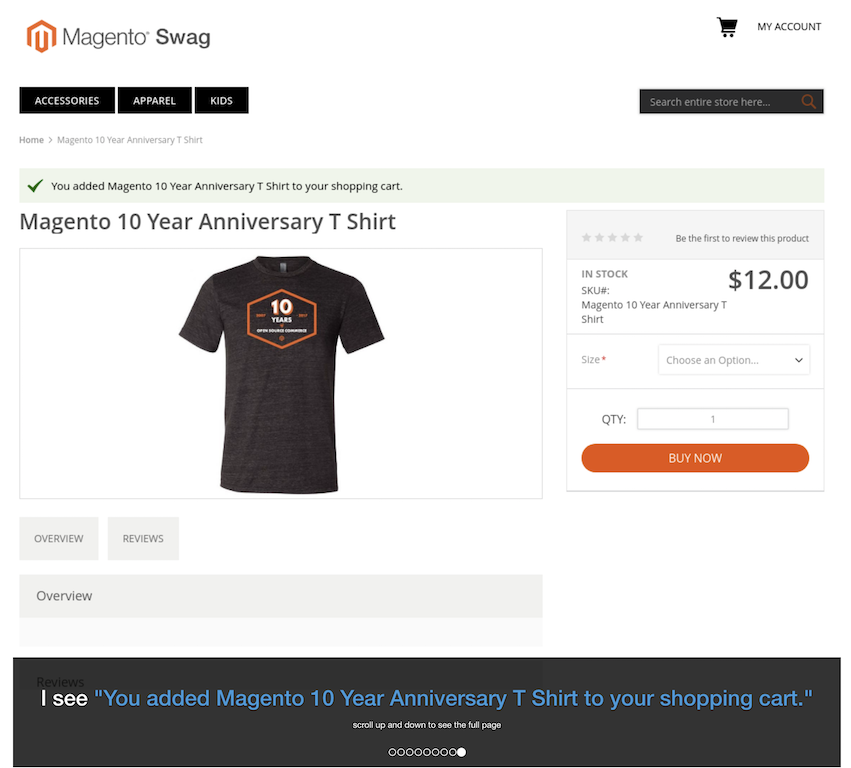 Magento® Swag
MY ACCOUNT
ACCESSORIES
APPAREL
KIDS
Search entire store here...
Home > Magento 10 Year Anniversary T Shirt
You added Magento 10 Year Anniversary T Shirt to your shopping cart.
Magento 10 Year Anniversary T Shirt
10
YEARS
OPEN SOURCE COMMERCE
Be the first to review this product
IN STOCK
$12.00
SKU#:
Magento 10 Year Anniversary T
Shirt
Size*
Choose an Option...
QTY:
1
BUY NOW
OVERVIEW
REVIEWS
Overview
Reviews
I see "You added Magento 10 Year Anniversary T Shirt to your shopping cart."
scroll up and down to see the full page